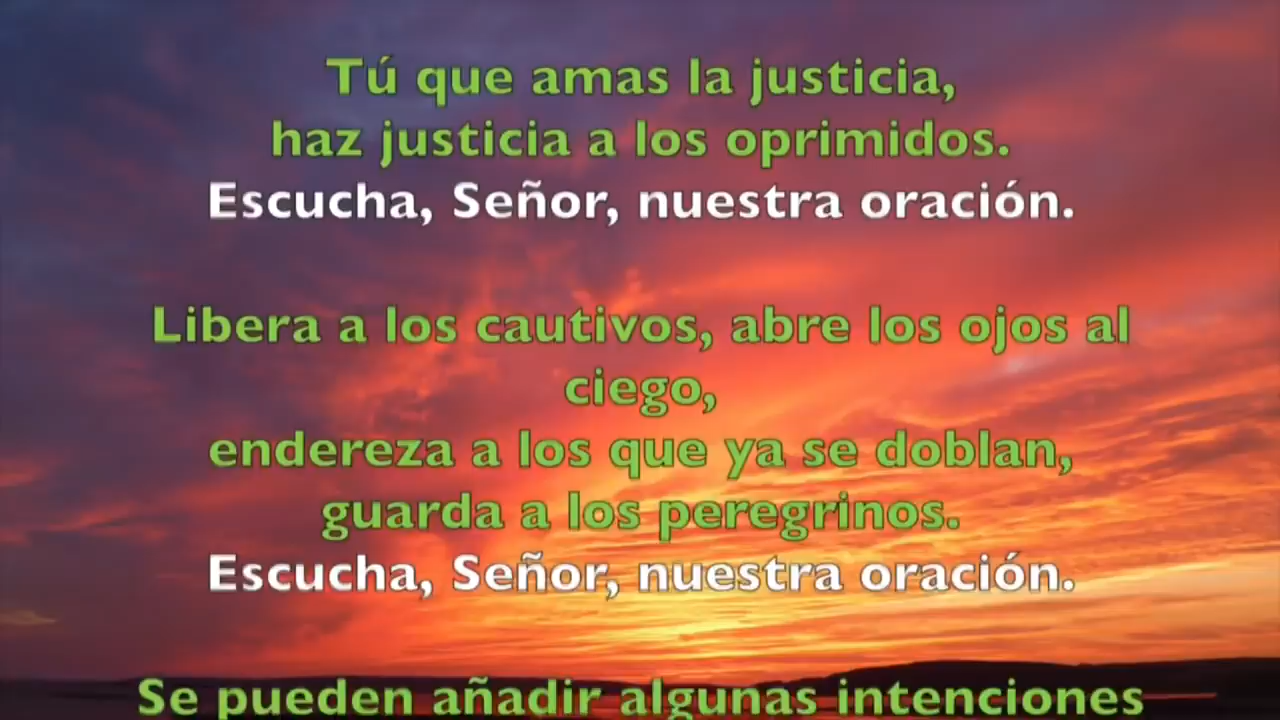 Tú que amas la justicia,
haz justicia a los oprimidos.
Escucha, Señor, nuestra oración.
Libera a los cautivos, abre los ojos al
ciego,
endereza a los que ya se doblan,
guarda a los peregrinos.
Escucha, Señor, nuestra oración.
Se pueden añadir algunas intenciones